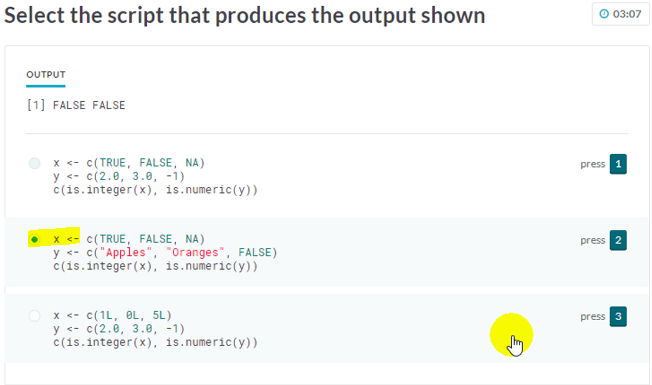 Select the script that produces the output shown
03:07
OUTPUT
[1] FALSE FALSE
x <- c(TRUE, FALSE, NA)
press 1
y <- c(2.0, 3.0, -1)
c(is.integer(x), is.numeric(y))
x <- c(TRUE, FALSE, NA)
press 2
y <- c("Apples", "Oranges", FALSE)
c(is.integer(x), is.numeric(y))
x <- c(1L, 0L, 5L)
press 3
y <- c(2.0, 3.0, -1)
c(is.integer(x), is.numeric(y))